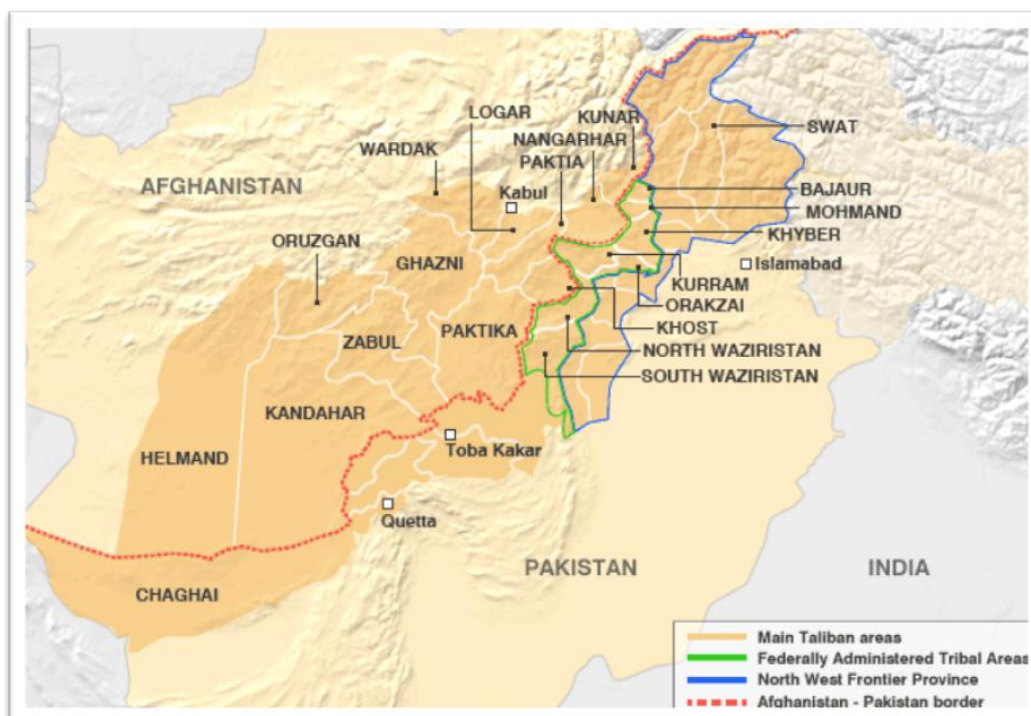 LOGAR
KUNAR
NANGARHAR
SWAT
WARDAK
PAKTIA
AFGHANISTAN
Kabul
BAJAUR
MOHMAND
KHYBER
ORUZGAN
GHAZNI
Islamabad
KURRAM
ORAKZAI
KHOST
ZABUL
PAKTIKA
NORTH WAZIRISTAN
SOUTH WAZIRISTAN
KANDAHAR
HELMAND
Toba Kakar
Quetta
PAKISTAN
INDIA
CHAGHAI
Main Taliban areas
Federally Administered Tribal Areas
North West Frontier Province
Afghanistan - Pakistan border